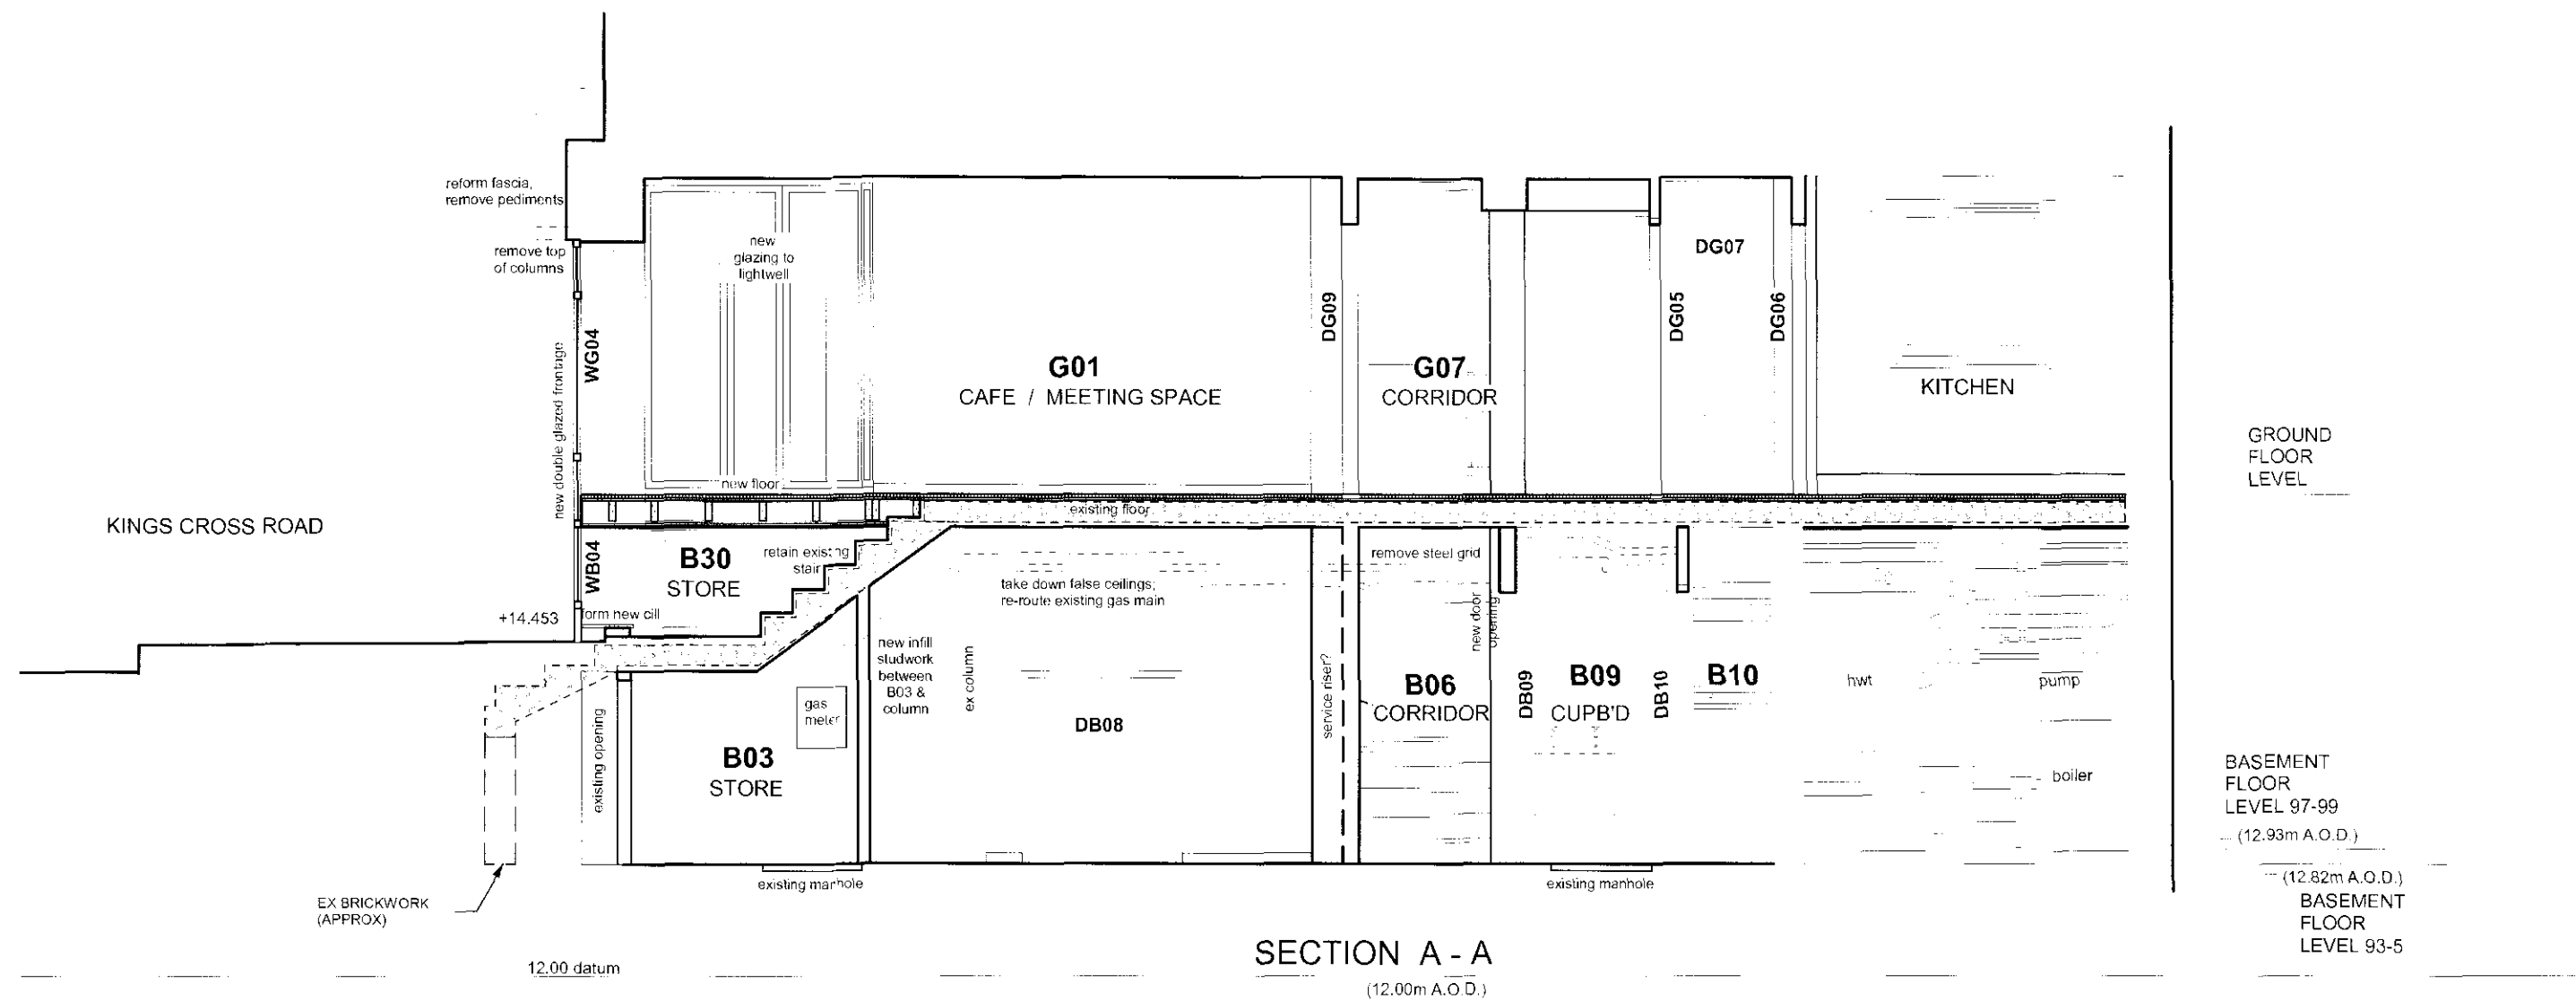 reform fascia,
remove pediments
remove top
of columns
new
glazing to
lightwell
new double glazed frontage
WG04
G01
CAFE / MEETING SPACE
DG09
G07
CORRIDOR
DG05
DG07
DG06
KITCHEN
GROUND
FLOOR
LEVEL
new floor
existing floor
KINGS CROSS ROAD
WB04
B30
STORE
retain existing
stair
+14.453
form new cill
take down false ceilings;
re-route existing gas main
remove steel grid
new door
opening
new infill
studwork
between
B03 &
column
ex column
service riser?
existing opening
gas
meter
B03
STORE
DB08
B06
CORRIDOR
DB09
B09
CUPB'D
DB10
B10
hwt
pump
boiler
BASEMENT
FLOOR
LEVEL 97-99
(12.93m A.O.D.)
(12.82m A.O.D.)
BASEMENT
FLOOR
LEVEL 93-5
existing manhole
existing manhole
EX BRICKWORK
(APPROX)
SECTION A - A
12.00 datum
(12.00m A.O.D.)